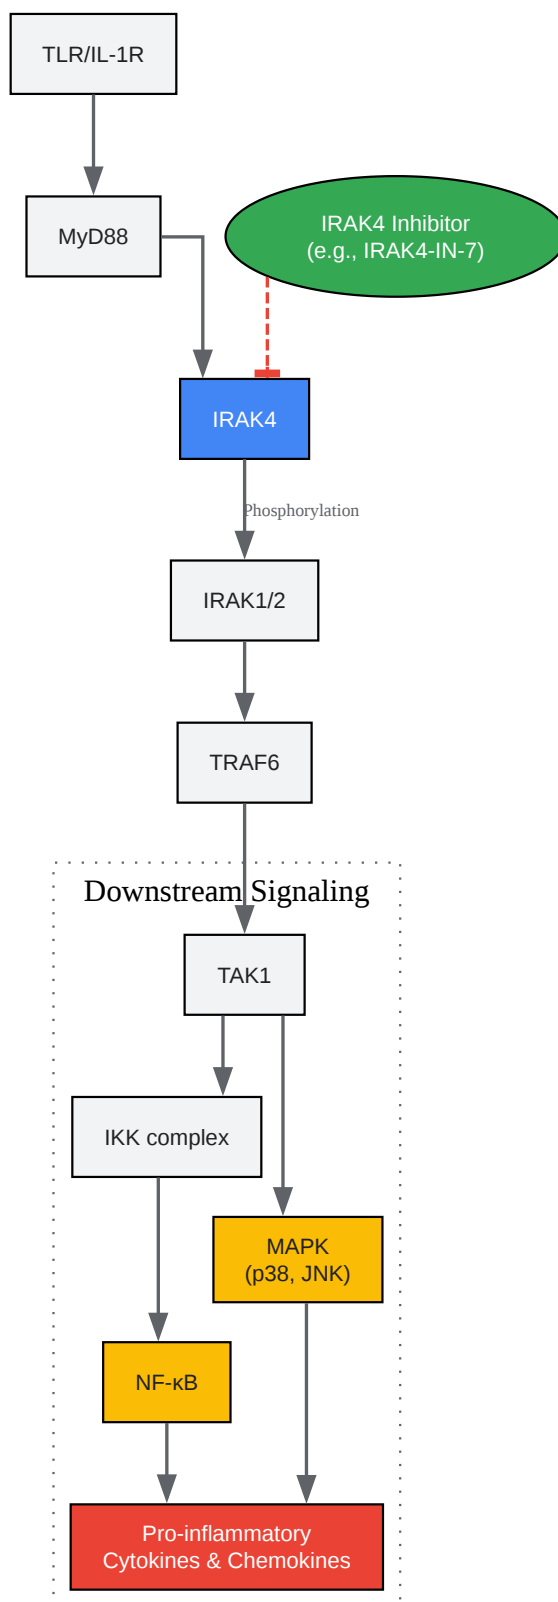 TLR/IL-1R
MyD88
IRAK4 Inhibitor
(e.g., IRAK4-IN-7)
IRAK4
Phosphorylation
IRAK1/2
TRAF6
Downstream Signaling
TAK1
IKK complex
MAPK
(p38, JNK)
NF-κB
Pro-inflammatory
Cytokines & Chemokines